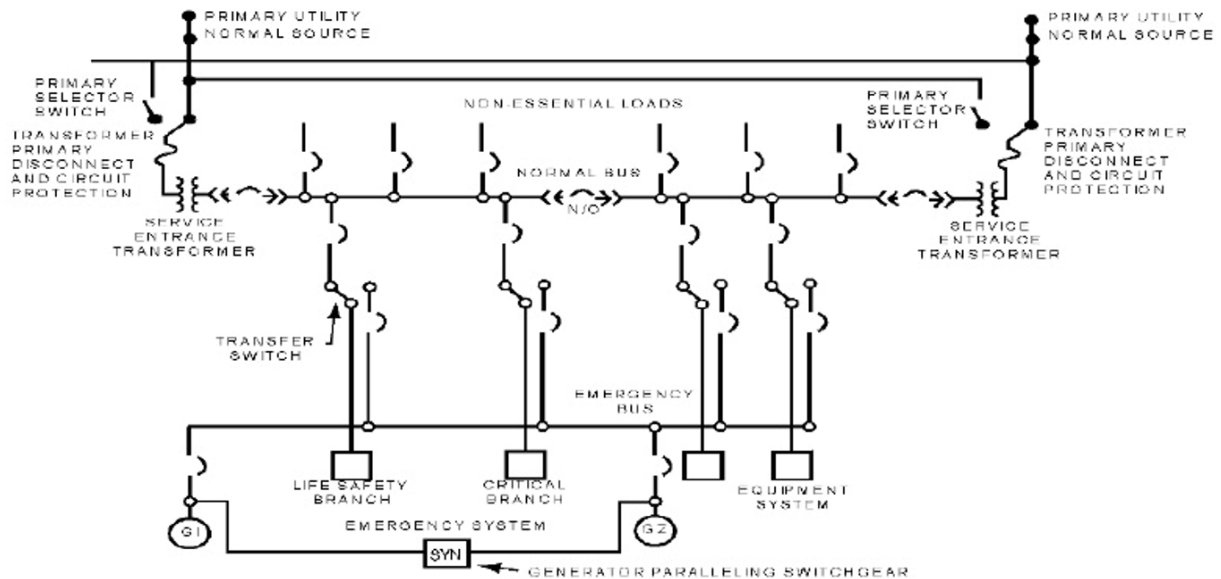 PRIMARY UTILITY
NORMAL SOURCE
PRIMARY UTILITY
NORMAL SOURCE
PRIMARY
SELECTOR
SWITCH
NON-ESSENTIAL LOADS
PRIMARY
SELECTOR
SWITCH
TRANSFORMER
PRIMARY
DISCONNECT
AND CIRCUIT
PROTECTION
TRANSFORMER
PRIMARY
DISCONNECT
AND CIRCUIT
PROTECTION
NORMAL BUS
N/O
SERVICE
ENTRANCE
TRANSFORMER
SERVICE
ENTRANCE
TRANSFORMER
TRANSFER
SWITCH
EMERGENCY
BUS
LIFE SAFETY
BRANCH
CRITICAL
BRANCH
EQUIPMENT
SYSTEM
G1
EMERGENCY SYSTEM
G2
SYN
GENERATOR PARALLELING SWITCHGEAR